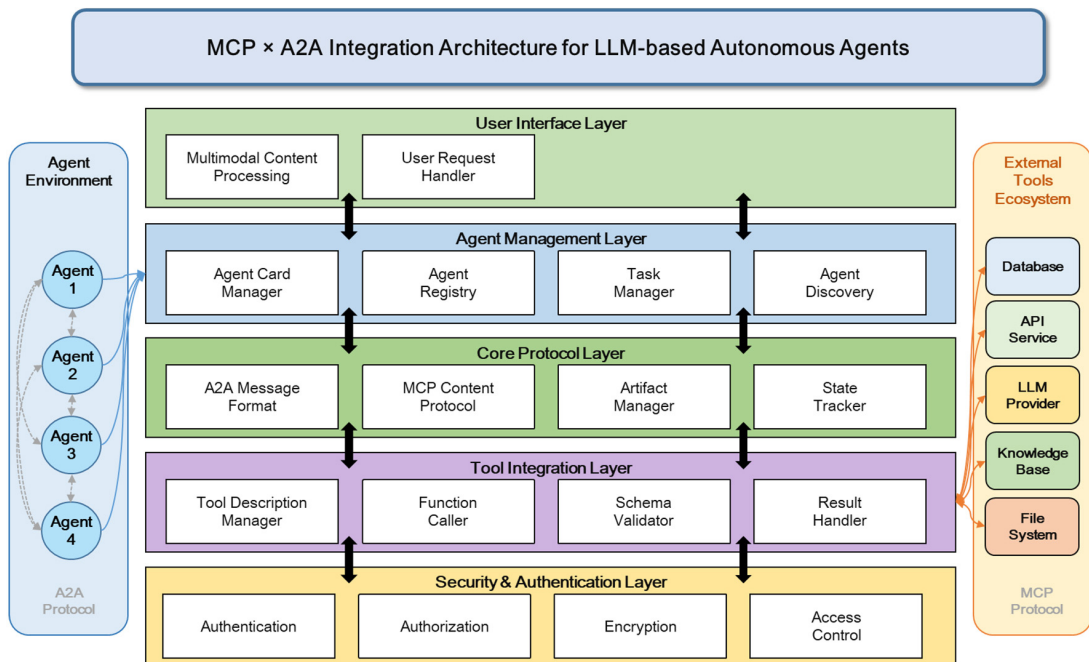 MCP × A2A Integration Architecture for LLM-based Autonomous Agents
Agent
Environment
Agent
1
Agent
2
Agent
3
Agent
4
A2A
Protocol
User Interface Layer
Multimodal Content
Processing
User Request
Handler
Agent Management Layer
Agent Card
Manager
Agent
Registry
Task
Manager
Agent
Discovery
Core Protocol Layer
A2A Message
Format
MCP Content
Protocol
Artifact
Manager
State
Tracker
Tool Integration Layer
Tool Description
Manager
Function
Caller
Schema
Validator
Result
Handler
Security & Authentication Layer
Authentication
Authorization
Encryption
Access
Control
External
Tools
Ecosystem
Database
API
Service
LLM
Provider
Knowledge
Base
File
System
MCP
Protocol